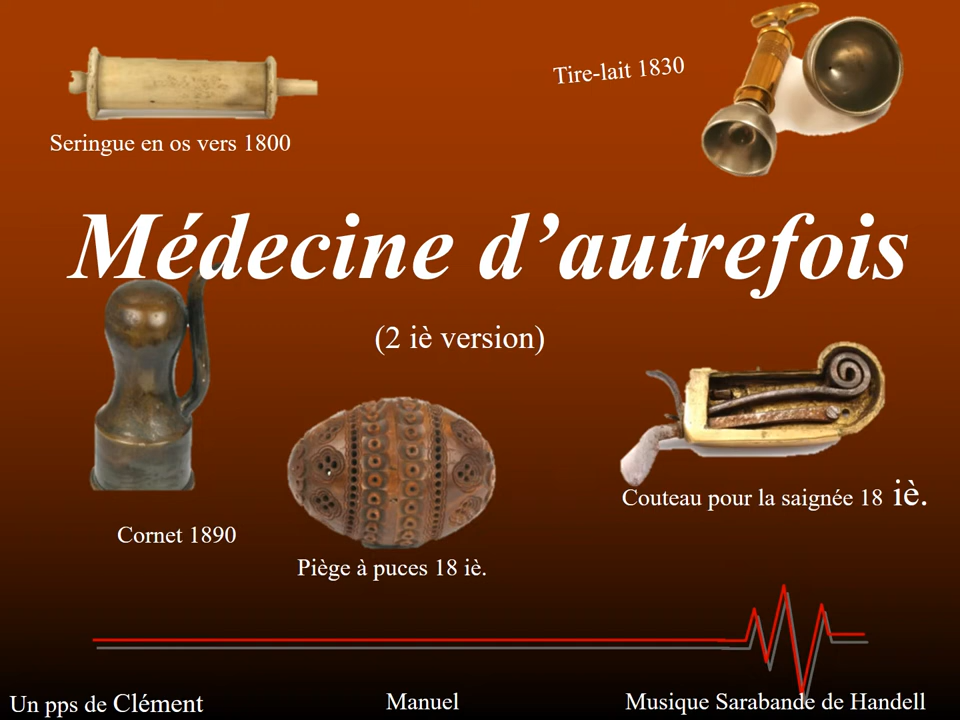 Tire-lait 1830
Seringue en os vers 1800
Médecine d’autrefois
(2 iè version)
Couteau pour la saignée 18 iè.
Cornet 1890
Piège à puces 18 iè.
Un pps de Clément
Manuel
Musique Sarabande de Handell